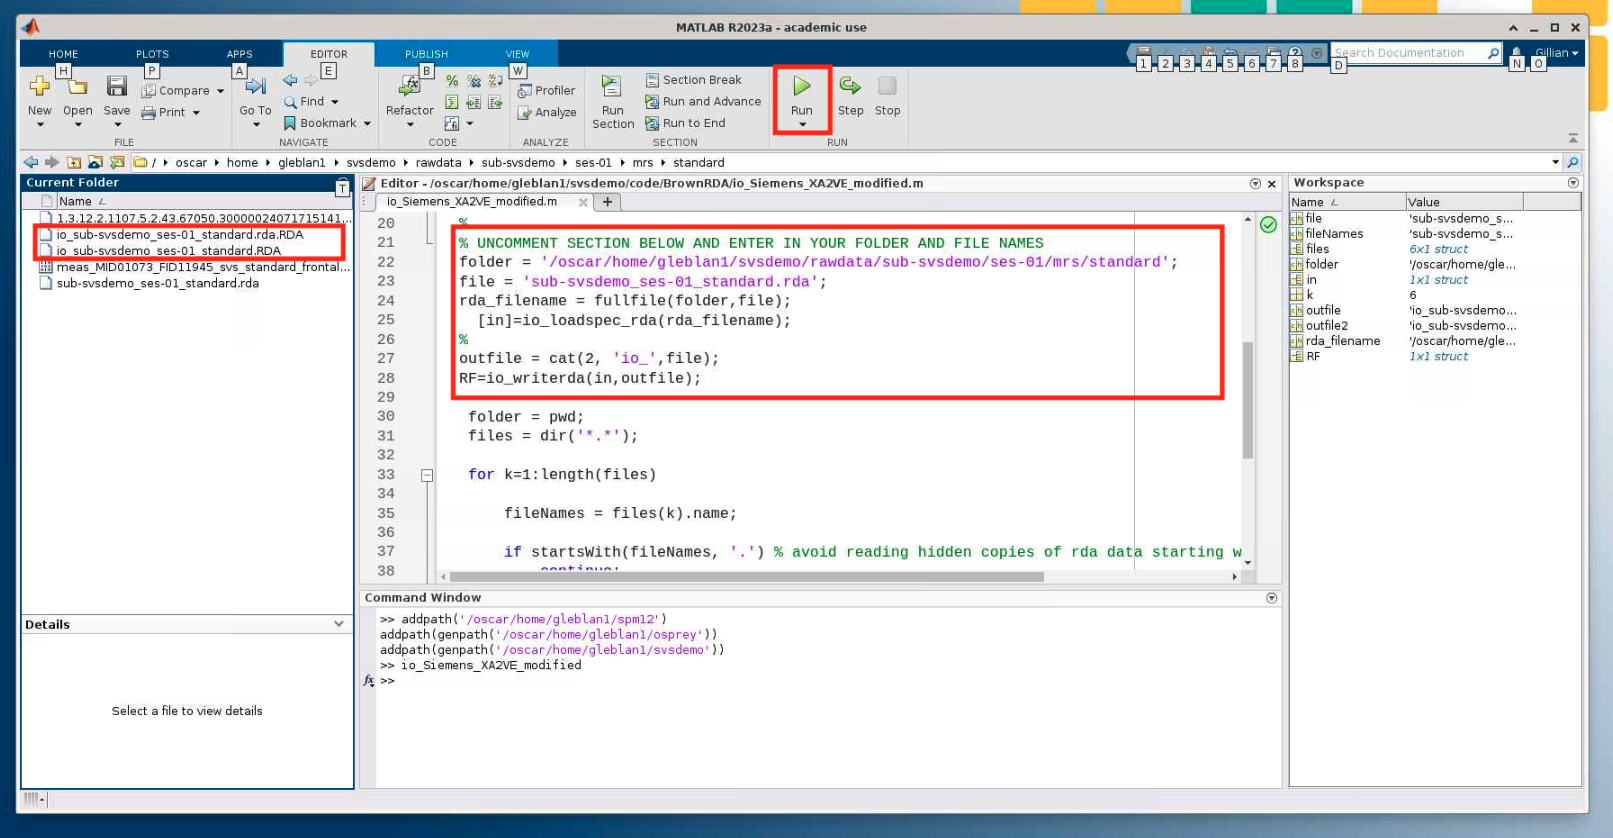 MATLAB R2023a - academic use
HOME PLOTS APPS EDITOR PUBLISH VIEW
Search Documentation
Gillian
H P A E B W 1 2 3 4 5 6 7 8 D N O
New Open Save Compare Print
FILE
Go To Find Bookmark
NAVIGATE
Refactor
CODE
Profiler
Analyze
ANALYZE
Run Section
Section Break
Run and Advance
Run to End
SECTION
Run Step Stop
RUN
/ oscar home gleblan1 svsdemo rawdata sub-svsdemo ses-01 mrs standard
Current Folder
T
Name
1.3.12.2.1107.5.2.43.67050.30000024071715141...
io_sub-svsdemo_ses-01_standard.rda.RDA
io_sub-svsdemo_ses-01_standard.RDA
meas_MID01073_FID11945_svs_standard_frontal...
sub-svsdemo_ses-01_standard.rda
Details
Select a file to view details
Editor - /oscar/home/gleblan1/svsdemo/code/BrownRDA/io_Siemens_XA2VE_modified.m
io_Siemens_XA2VE_modified.m
20 %
21 % UNCOMMENT SECTION BELOW AND ENTER IN YOUR FOLDER AND FILE NAMES
22 folder = '/oscar/home/gleblan1/svsdemo/rawdata/sub-svsdemo/ses-01/mrs/standard';
23 file = 'sub-svsdemo_ses-01_standard.rda';
24 rda_filename = fullfile(folder,file);
25 [in]=io_loadspec_rda(rda_filename);
26 %
27 outfile = cat(2, 'io_',file);
28 RF=io_writerda(in,outfile);
29
30 folder = pwd;
31 files = dir('*.*');
32
33 for k=1:length(files)
34
35 fileNames = files(k).name;
36
37 if startsWith(fileNames, '.') % avoid reading hidden copies of rda data starting w
38 continue;
Command Window
>> addpath('/oscar/home/gleblan1/spm12')
addpath(genpath('/oscar/home/gleblan1/osprey'))
addpath(genpath('/oscar/home/gleblan1/svsdemo'))
>> io_Siemens_XA2VE_modified
fx >>
Workspace
Name Value
file 'sub-svsdemo_s...
fileNames 'sub-svsdemo_s...
files 6x1 struct
folder '/oscar/home/gle...
in 1x1 struct
k 6
outfile 'io_sub-svsdemo...
outfile2 'io_sub-svsdemo...
rda_filename '/oscar/home/gle...
RF 1x1 struct